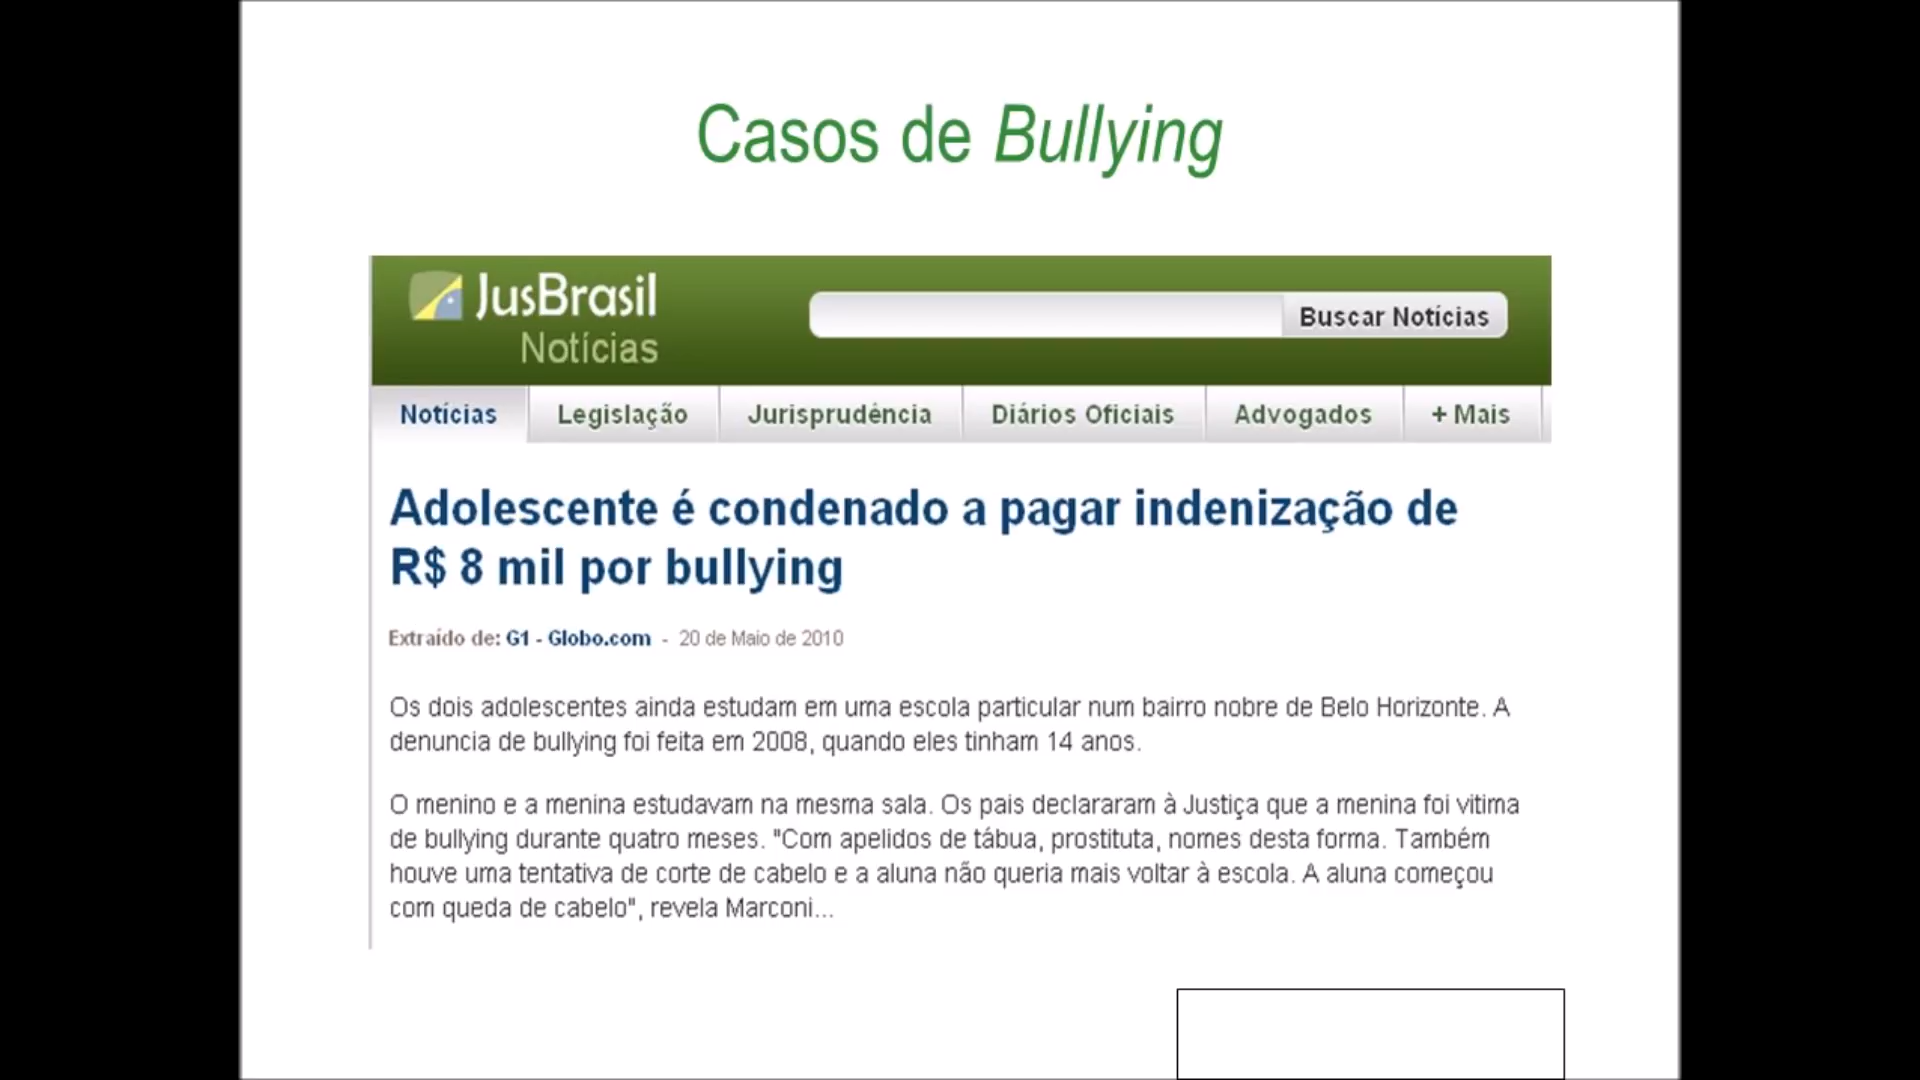 Casos de Bullying
JusBrasil
Notícias
Buscar Notícias
Notícias
Legislação
Jurisprudência
Diários Oficiais
Advogados
+ Mais
Adolescente é condenado a pagar indenização de
R$ 8 mil por bullying
Extraído de: G1 - Globo.com - 20 de Maio de 2010
Os dois adolescentes ainda estudam em uma escola particular num bairro nobre de Belo Horizonte. A
denuncia de bullying foi feita em 2008, quando eles tinham 14 anos.
O menino e a menina estudavam na mesma sala. Os pais declararam à Justiça que a menina foi vitima
de bullying durante quatro meses. "Com apelidos de tábua, prostituta, nomes desta forma. Também
houve uma tentativa de corte de cabelo e a aluna não queria mais voltar à escola. A aluna começou
com queda de cabelo", revela Marconi...